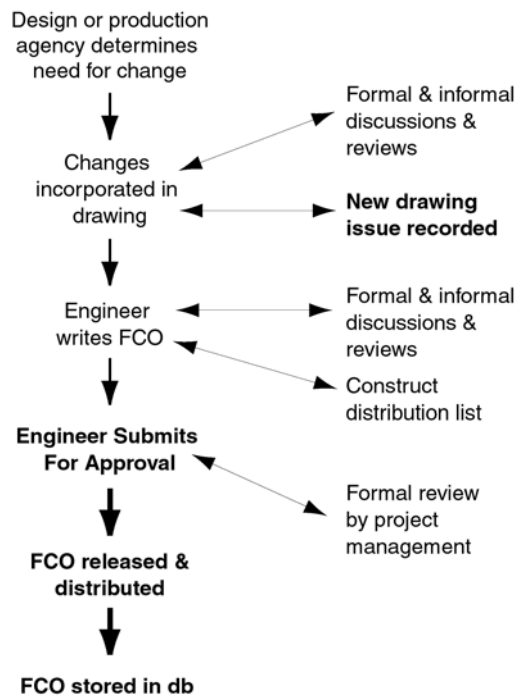 Design or production
agency determines
need for change
Formal & informal
discussions &
reviews
Changes
incorporated in
drawing
New drawing
issue recorded
Engineer
writes FCO
Formal & informal
discussions &
reviews
Construct
distribution list
Engineer Submits
For Approval
Formal review
by project
management
FCO released &
distributed
FCO stored in db